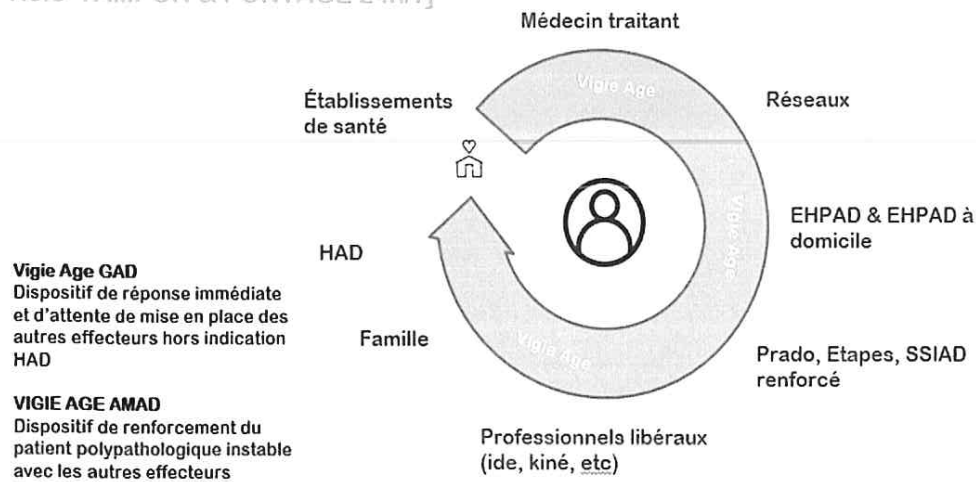 Médecin traitant
Vigie Age
Établissements
de santé
Réseaux
Vigie Age
EHPAD & EHPAD à
domicile
HAD
Vigie Age GAD
Dispositif de réponse immédiate
et d'attente de mise en place des
autres effecteurs hors indication
HAD
Famille
Vigie Age
Prado, Etapes, SSIAD
renforcé
VIGIE AGE AMAD
Dispositif de renforcement du
patient polypathologique instable
avec les autres effecteurs
Professionnels libéraux
(ide, kiné, etc)